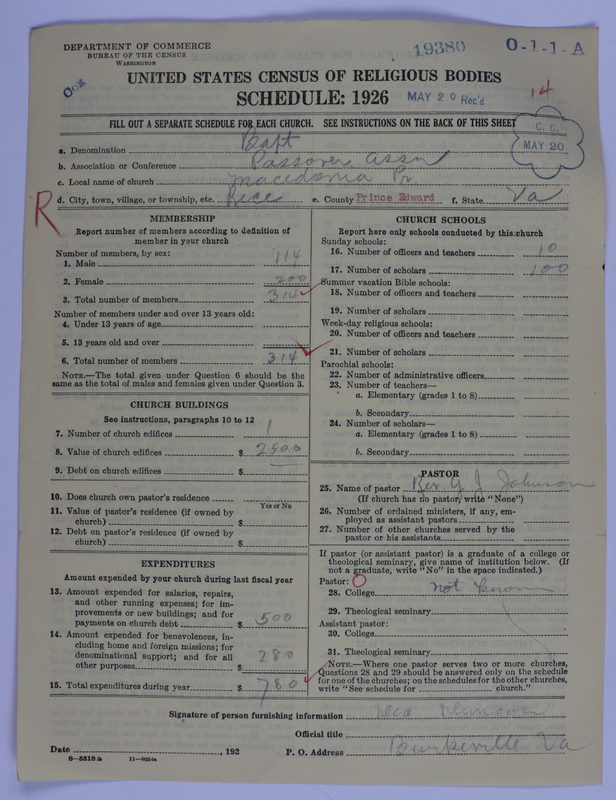 DEPARTMENT OF COMMERCE
BUREAU OF THE CENSUS
WASHINGTON
19380
0-1-1-A
UNITED STATES CENSUS OF RELIGIOUS BODIES
SCHEDULE: 1926
MAY 20 Rec'd
14
FILL OUT A SEPARATE SCHEDULE FOR EACH CHURCH. SEE INSTRUCTIONS ON THE BACK OF THIS SHEET
C. C.
MAY 20
a. Denomination Bapt
b. Association or Conference Passover Assn
c. Local name of church Macedonia Pr
d. City, town, village, or township, etc. Rice e. County Prince Edward f. State Va
R
MEMBERSHIP
Report number of members according to definition of
member in your church
Number of members, by sex:
1. Male 114
2. Female 200
3. Total number of members 314
Number of members under and over 13 years old:
4. Under 13 years of age
5. 13 years old and over
6. Total number of members 314
NOTE.—The total given under Question 6 should be
the same as the total of males and females given under Question 3.
CHURCH BUILDINGS
See instructions, paragraphs 10 to 12
7. Number of church edifices 1
8. Value of church edifices $ 2500
9. Debt on church edifices $
10. Does church own pastor's residence
Yes or No
11. Value of pastor's residence (if owned by
church) $
12. Debt on pastor's residence (if owned by
church) $
EXPENDITURES
Amount expended by your church during last fiscal year
13. Amount expended for salaries, repairs,
and other running expenses; for im-
provements or new buildings; and for
payments on church debt $ 500
14. Amount expended for benevolences, in-
cluding home and foreign missions; for
denominational support; and for all
other purposes $ 280
15. Total expenditures during year $ 780
CHURCH SCHOOLS
Report here only schools conducted by this church
Sunday schools:
16. Number of officers and teachers 10
17. Number of scholars 100
Summer vacation Bible schools:
18. Number of officers and teachers
19. Number of scholars
Week-day religious schools:
20. Number of officers and teachers
21. Number of scholars
Parochial schools:
22. Number of administrative officers
23. Number of teachers—
a. Elementary (grades 1 to 8)
b. Secondary
24. Number of scholars—
a. Elementary (grades 1 to 8)
b. Secondary
PASTOR
25. Name of pastor Rev. G J Johnson
(If church has no pastor, write "None")
26. Number of ordained ministers, if any, em-
ployed as assistant pastors
27. Number of other churches served by the
pastor or his assistants
If pastor (or assistant pastor) is a graduate of a college or
theological seminary, give name of institution below. (If
not a graduate, write "No" in the space indicated.)
Pastor:
28. College not known
29. Theological seminary
Assistant pastor:
30. College
31. Theological seminary
NOTE.—Where one pastor serves two or more churches,
Questions 28 and 29 should be answered only on the schedule
for one of the churches; on the schedules for the other churches,
write "See schedule for church."
Signature of person furnishing information
Official title
Date , 192 P. O. Address Burkeville Va
8—5318 a 11—9054a